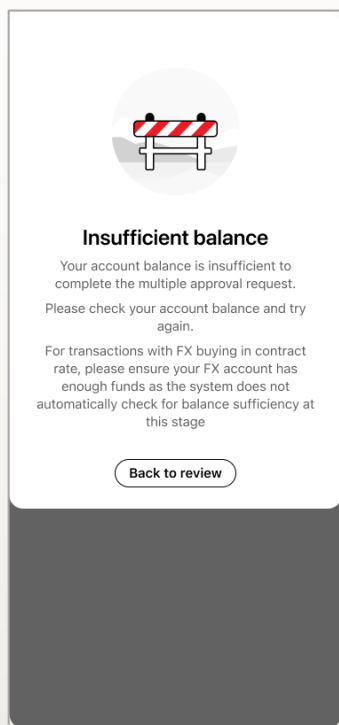 Insufficient balance
Your account balance is insufficient to
complete the multiple approval request.
Please check your account balance and try
again.
For transactions with FX buying in contract
rate, please ensure your FX account has
enough funds as the system does not
automatically check for balance sufficiency at
this stage
Back to review